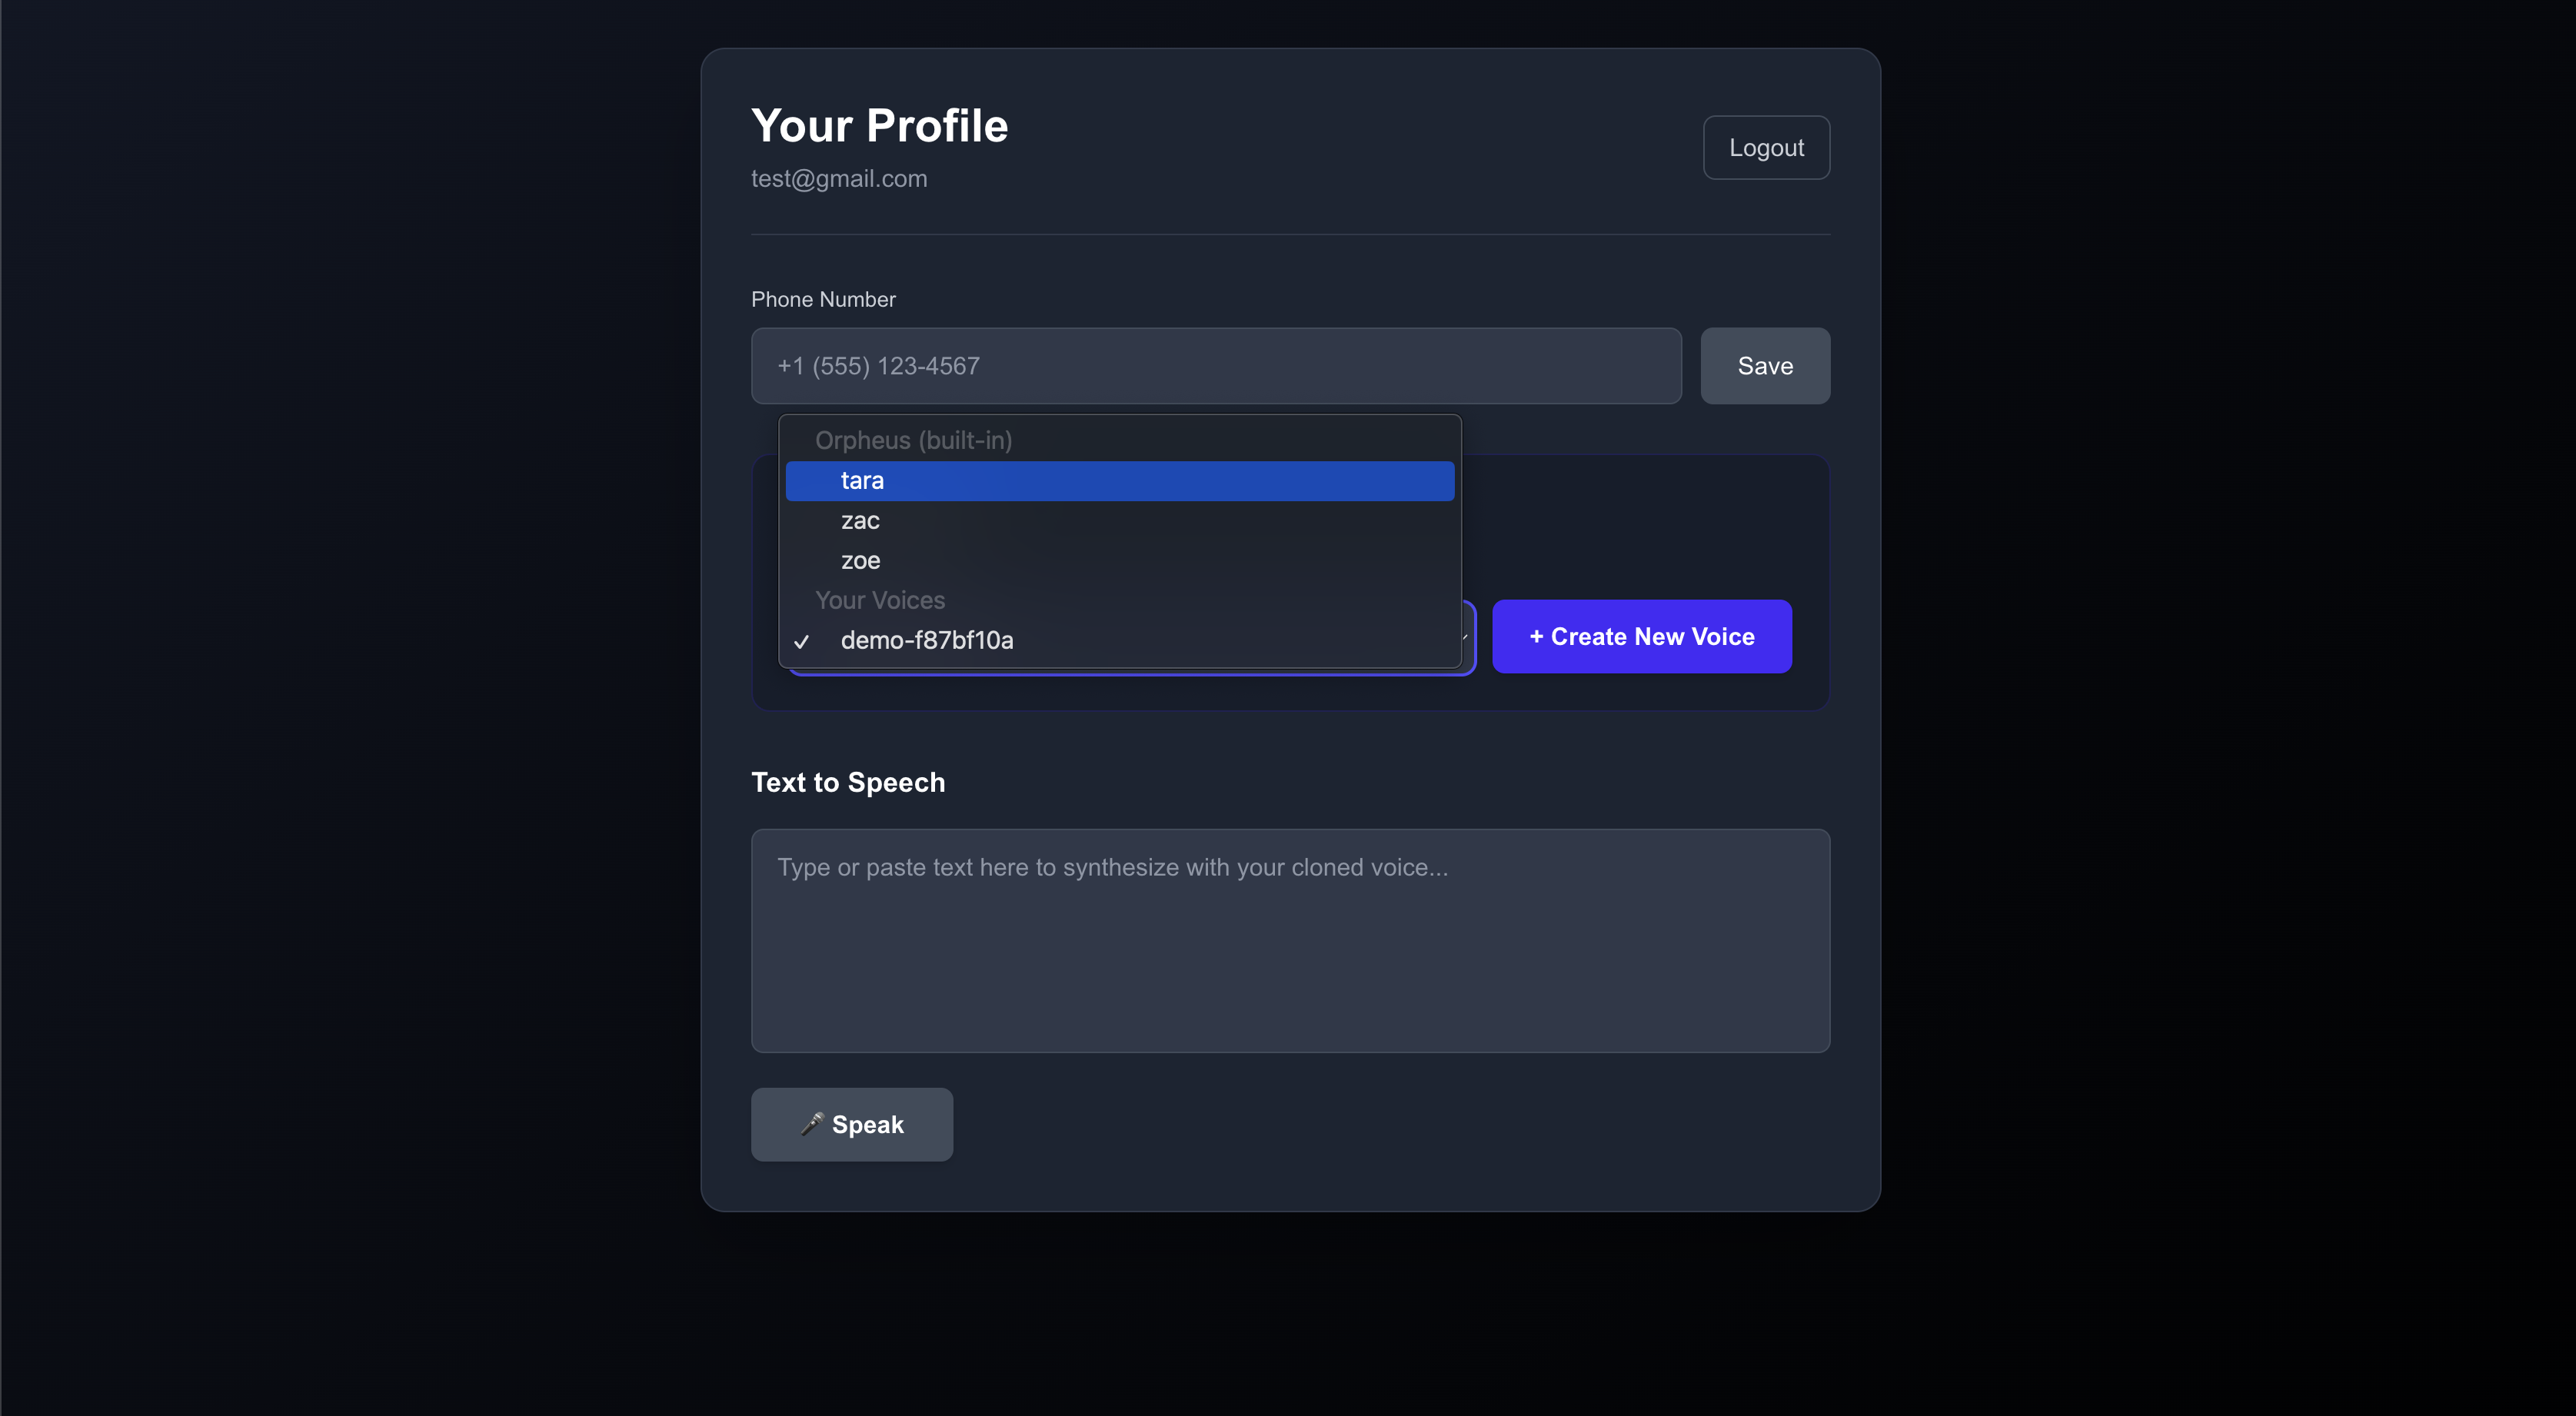 Your Profile
test@gmail.com
Logout
Phone Number
+1 (555) 123-4567
Save
Orpheus (built-in)
tara
zac
zoe
Your Voices
✓ demo-f87bf10a
+ Create New Voice
Text to Speech
Type or paste text here to synthesize with your cloned voice...
🎤 Speak